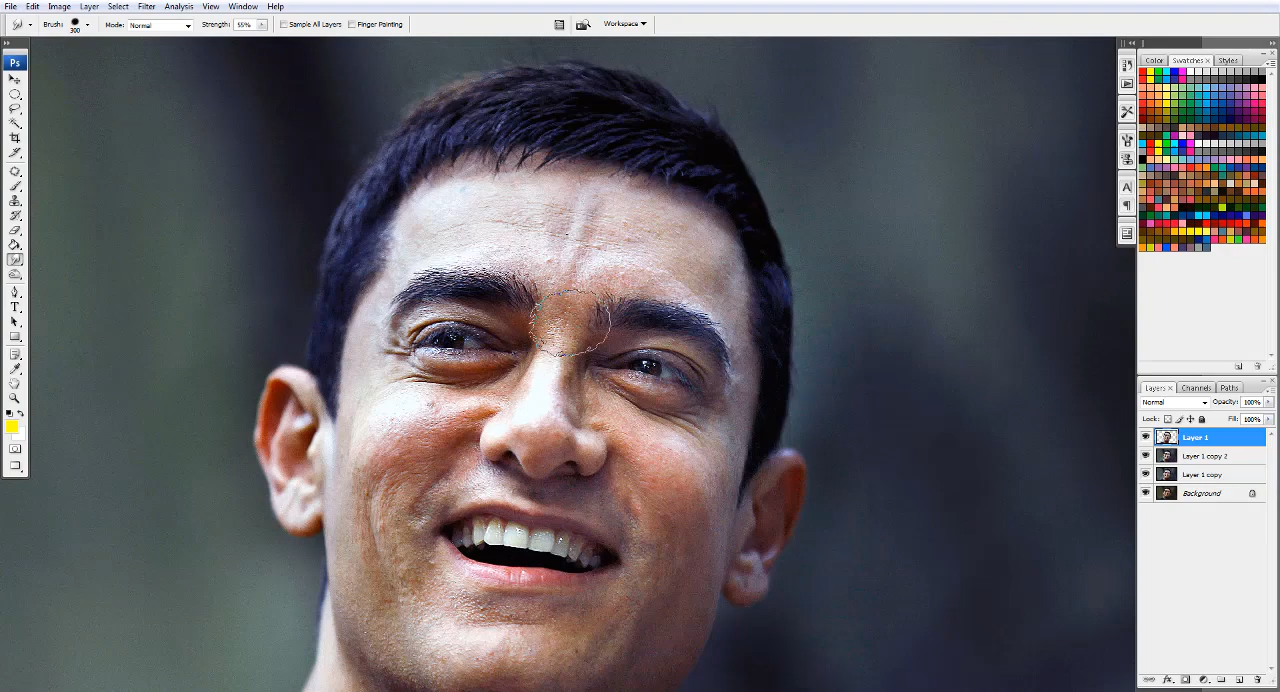 File Edit Image Layer Select Filter Analysis View Window Help
Brush: 300 Mode: Normal Strength: 55% Sample All Layers Finger Painting Workspace
Ps
Color Swatches Styles
Layers Channels Paths
Normal Opacity: 100%
Lock: Fill: 100%
Layer 1
Layer 1 copy 2
Layer 1 copy
Background